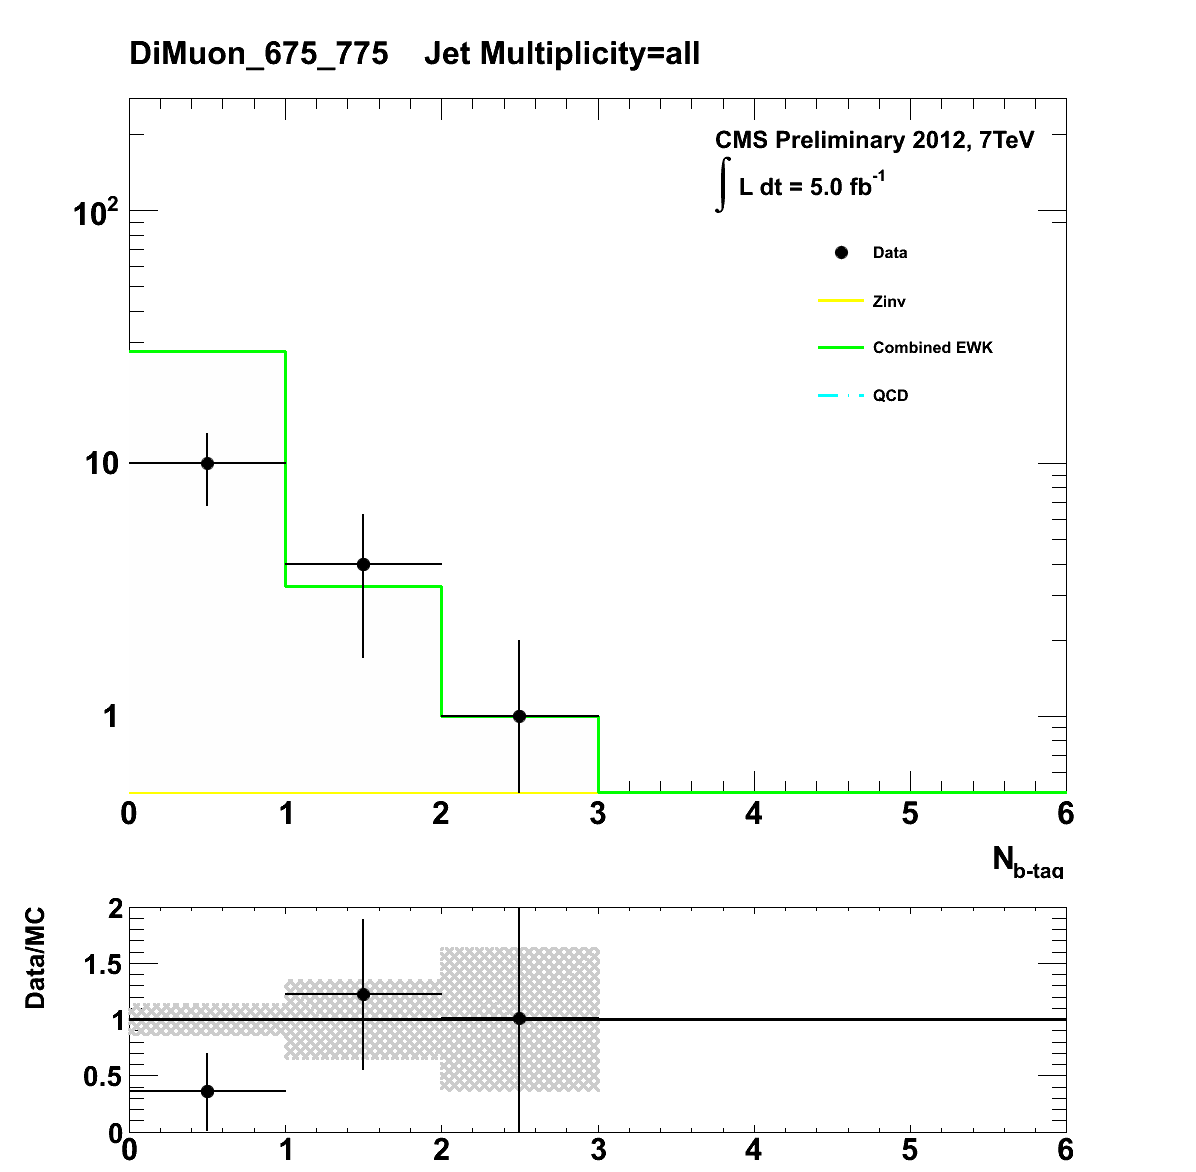 DiMuon_675_775 Jet Multiplicity=all
CMS Preliminary 2012, 7TeV
∫ L dt = 5.0 fb⁻¹
10²
Data
Zinv
Combined EWK
QCD
10
1
0 1 2 3 4 5 6
N_b-tag
Data/MC
2
1.5
1
0.5
0
0 1 2 3 4 5 6